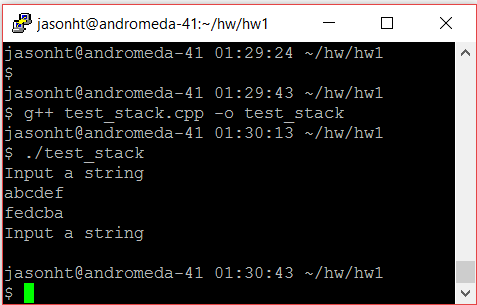 jasonht@andromeda-41:~/hw/hw1
jasonht@andromeda-41 01:29:24 ~/hw/hw1
$
jasonht@andromeda-41 01:29:43 ~/hw/hw1
$ g++ test_stack.cpp -o test_stack
jasonht@andromeda-41 01:30:13 ~/hw/hw1
$ ./test_stack
Input a string
abcdef
fedcba
Input a string
jasonht@andromeda-41 01:30:43 ~/hw/hw1
$